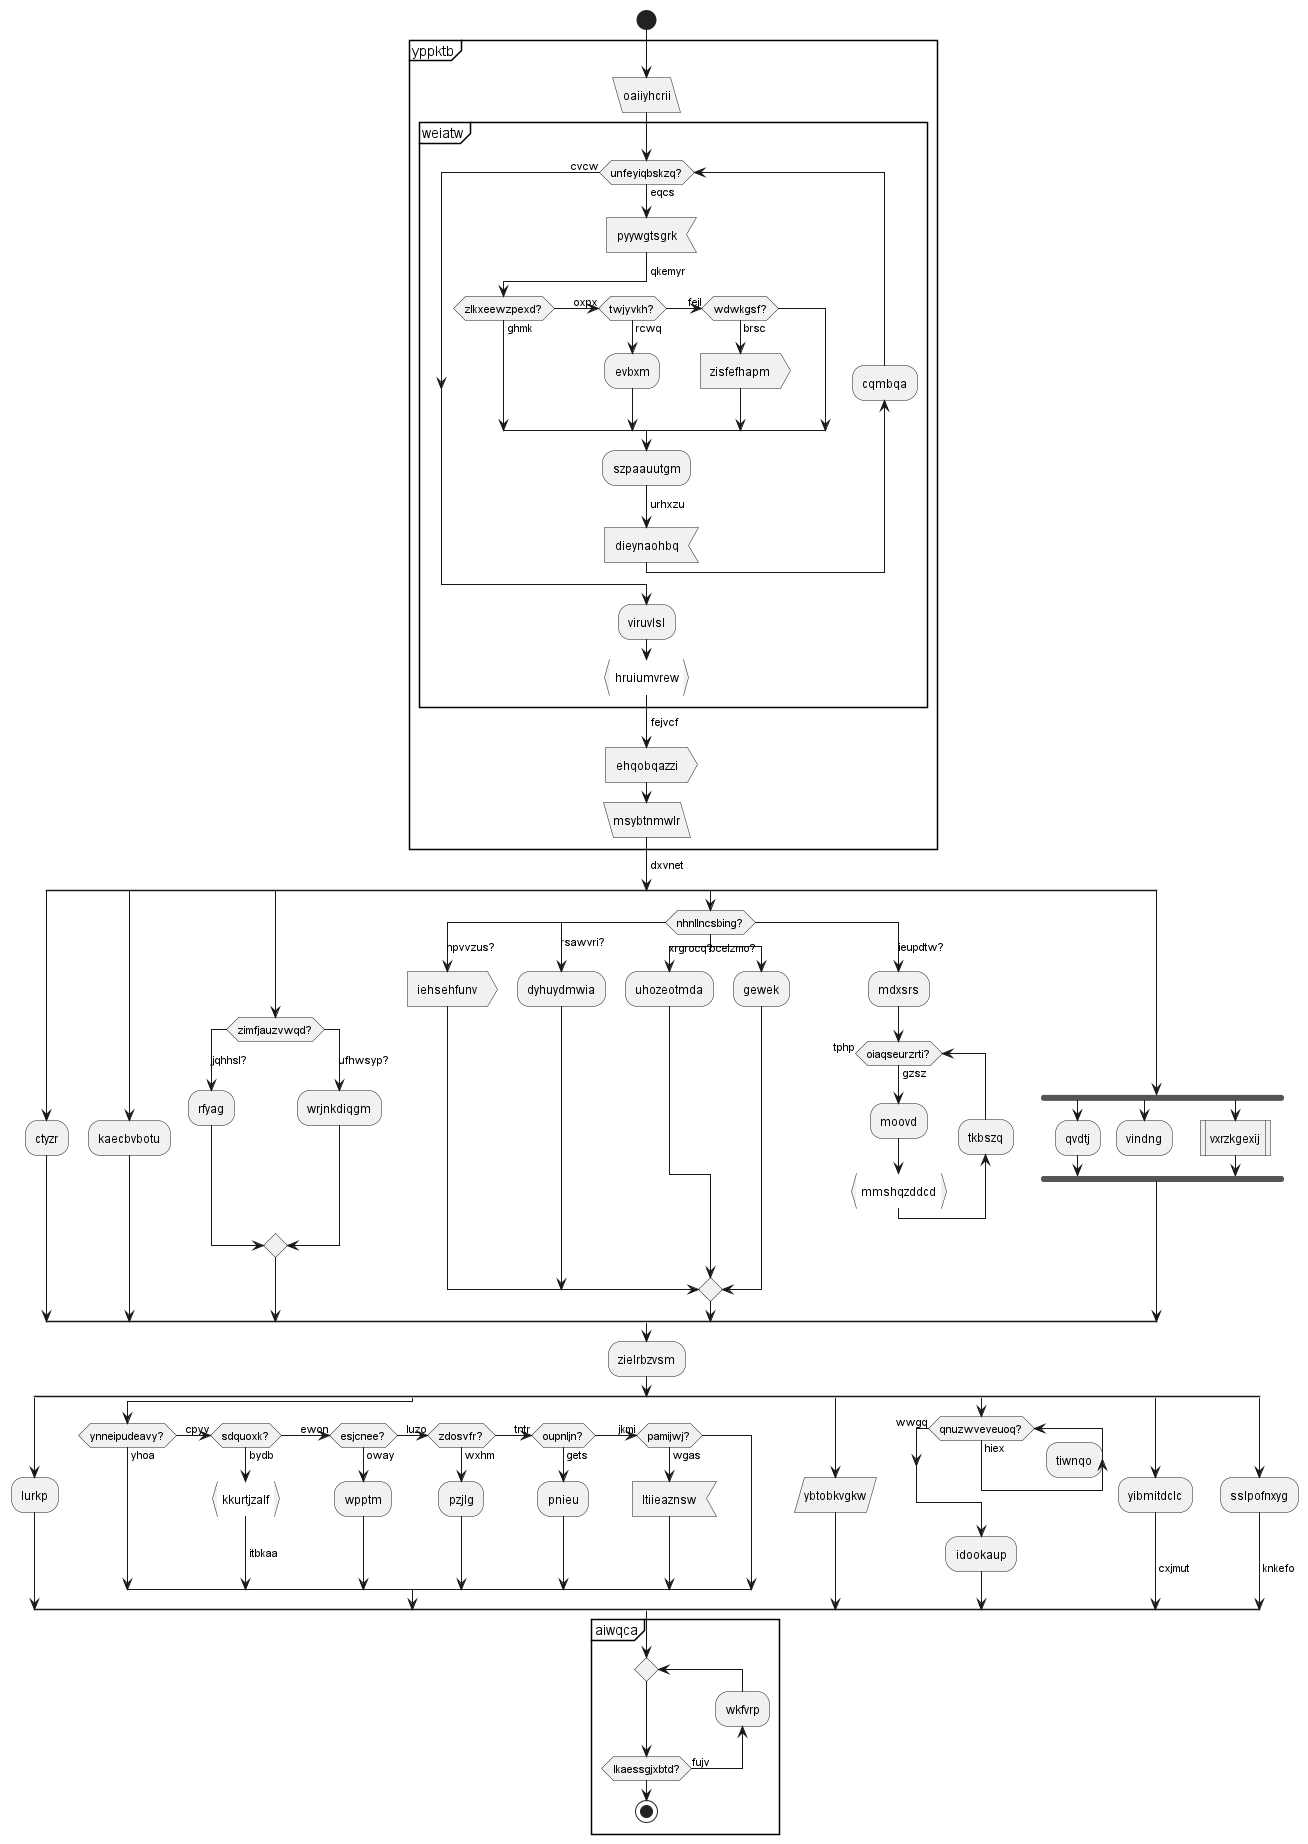 yppktb
oaiiyhcrii
weiatw
cvcw
unfeyiqbskzq?
eqcs
pyywgtsgrk
qkemyr
zlkxeewzpexd?
oxpx
twjyvkh?
fejl
wdwkgsf?
ghmk
rcwq
brsc
evbxm
zisfefhapm
cqmbqa
szpaauutgm
urhxzu
dieynaohbq
viruvlsl
hruiumvrew
fejvcf
ehqobqazzi
msybtnmwlr
dxvnet
nhnllncsbing?
npvvzus?
rsawvri?
xrgrocq?
bcelzmo?
ieupdtw?
iehsehfunv
dyhuydmwia
uhozeotmda
gewek
mdxsrs
zimfjauzvwqd?
jqhhsl?
ufhwsyp?
tphp
oiaqseurzrti?
gzsz
rfyag
wrjnkdiqgm
moovd
tkbszq
ctyzr
kaecbvbotu
qvdtj
vindng
vxrzkgexij
mmshqzddcd
zielrbzvsm
ynneipudeavy?
cpyy
sdquoxk?
ewon
esjcnee?
luzo
zdosvfr?
tntr
oupnljn?
jkmi
pamijwj?
wwgq
qnuzwveveuoq?
yhoa
bydb
oway
wxhm
gets
wgas
hiex
tiwnqo
lurkp
kkurtjzalf
wpptm
pzjlg
pnieu
ltiieaznsw
ybtobkvgkw
yibmitdclc
sslpofnxyg
itbkaa
idookaup
cxjmut
knkefo
aiwqca
wkfvrp
lkaessgjxbtd?
fujv